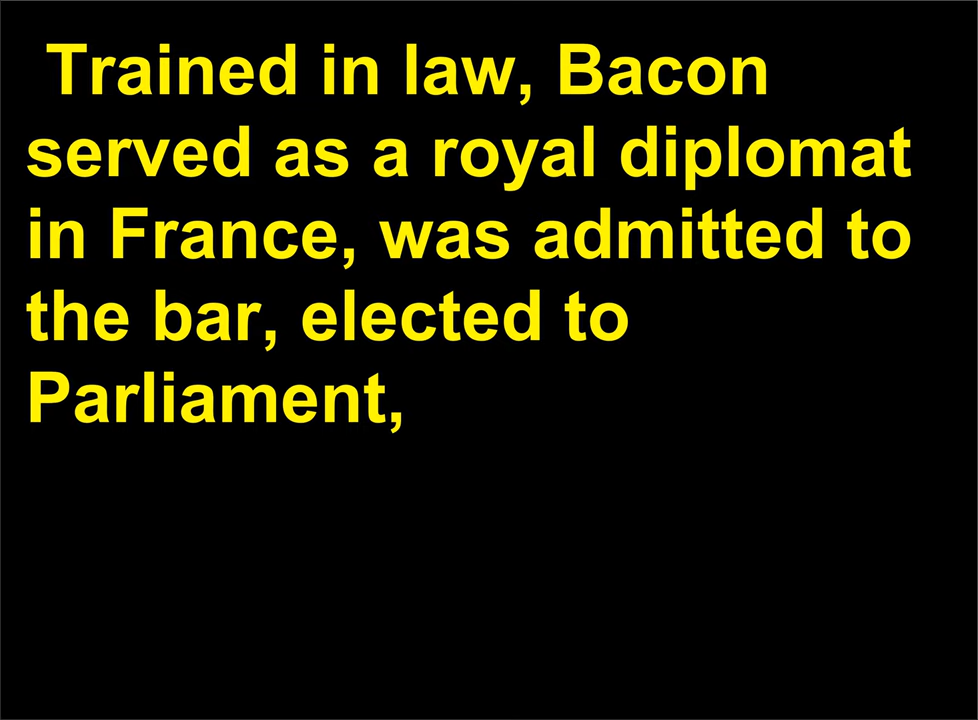 Trained in law, Bacon
served as a royal diplomat
in France, was admitted to
the bar, elected to
Parliament,